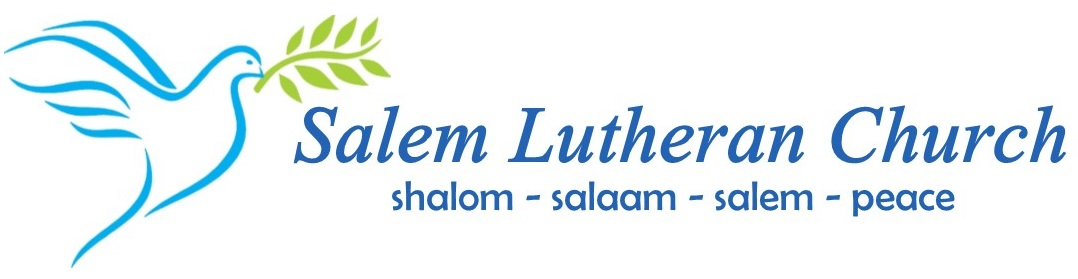 Salem Lutheran Church
shalom - salaam - salem - peace